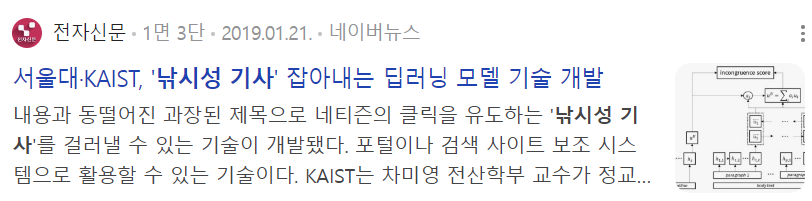 전자신문 · 1면 3단 · 2019.01.21. · 네이버뉴스
서울대·KAIST, '낚시성 기사' 잡아내는 딥러닝 모델 기술 개발
내용과 동떨어진 과장된 제목으로 네티즌의 클릭을 유도하는 '낚시성 기
사'를 걸러낼 수 있는 기술이 개발됐다. 포털이나 검색 사이트 보조 시스
템으로 활용할 수 있는 기술이다. KAIST는 차미영 전산학부 교수가 정교...
Incongruence score
paragraph 1
body text